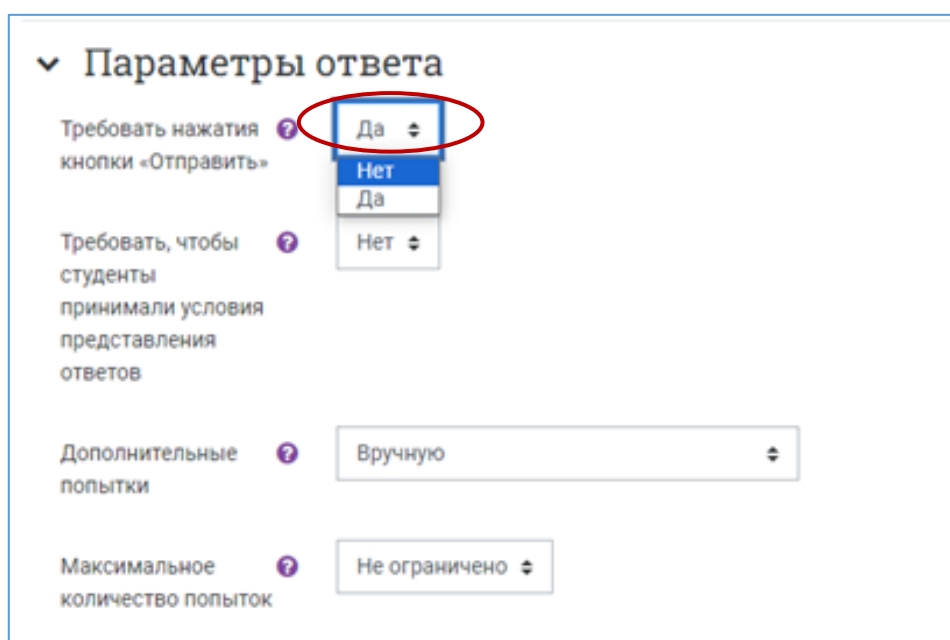 Параметры ответа
Требовать нажатия
кнопки «Отправить»
Да
Нет
Да
Требовать, чтобы
студенты
принимали условия
представления
ответов
Нет
Дополнительные
попытки
Вручную
Максимальное
количество попыток
Не ограничено